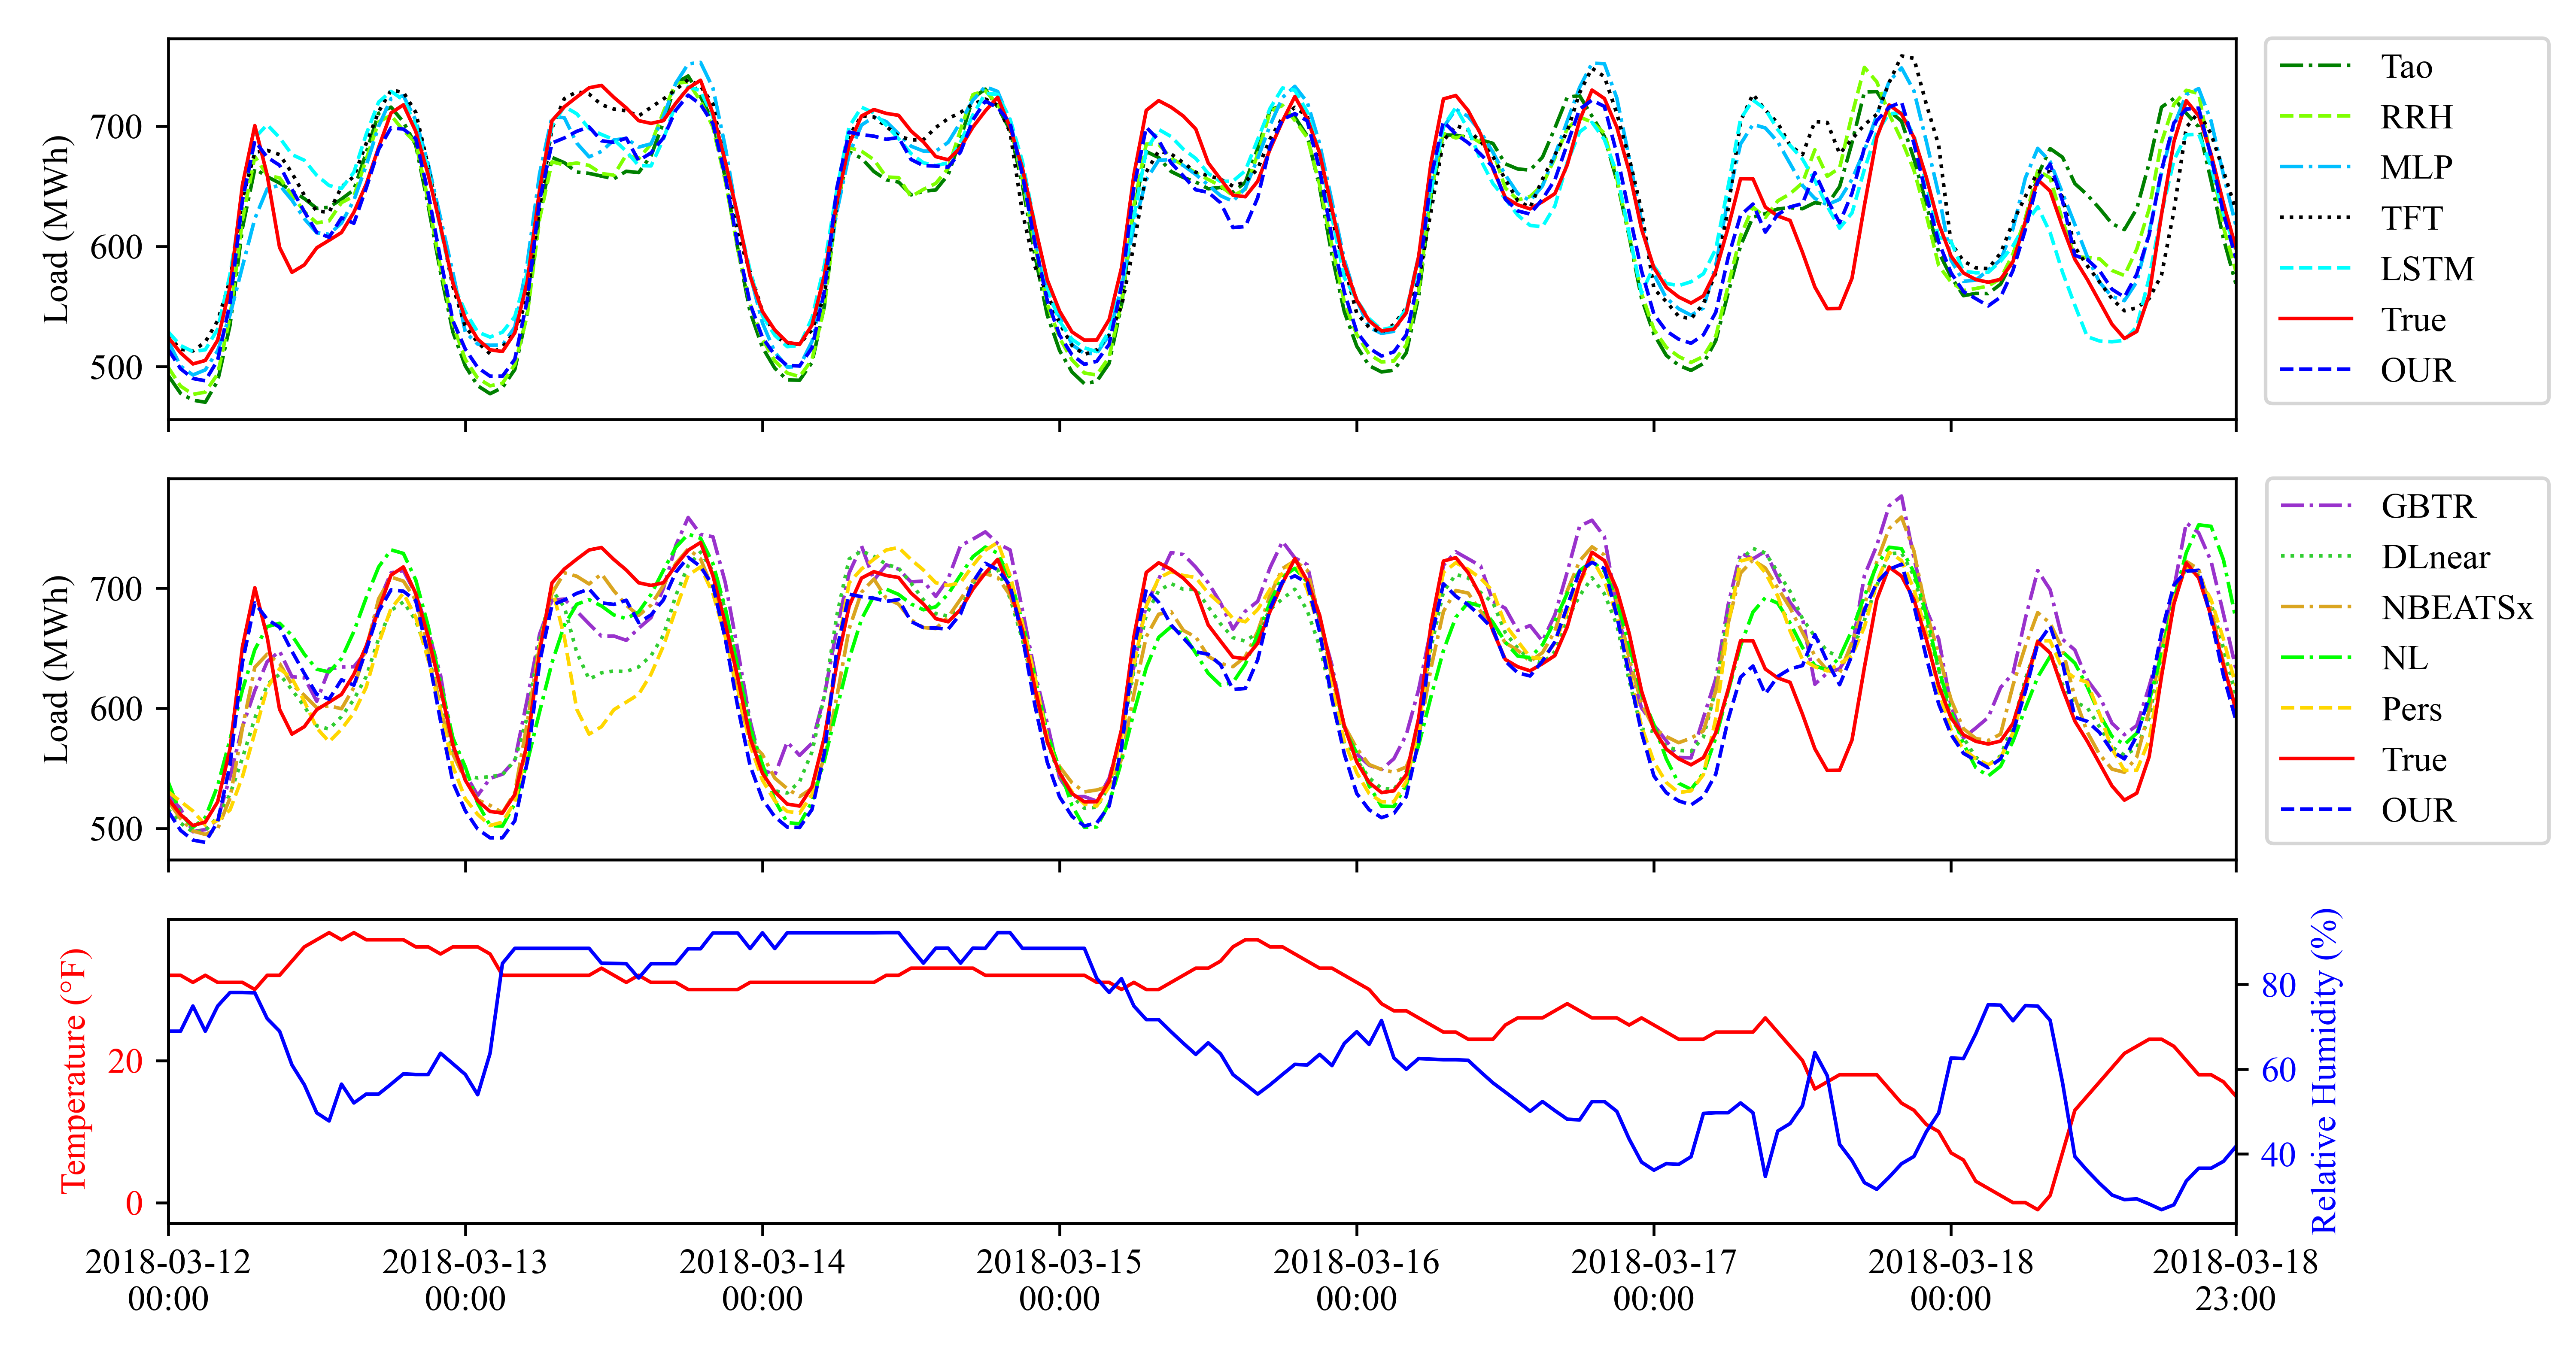 Load (MWh)
700
600
500
Tao
RRH
MLP
TFT
LSTM
True
OUR
Load (MWh)
700
600
500
GBTR
DLnear
NBEATSx
NL
Pers
True
OUR
Temperature (°F)
20
0
80
60
40
Relative Humidity (%)
2018-03-12 2018-03-13 2018-03-14 2018-03-15 2018-03-16 2018-03-17 2018-03-18 2018-03-18
00:00 00:00 00:00 00:00 00:00 00:00 00:00 23:00